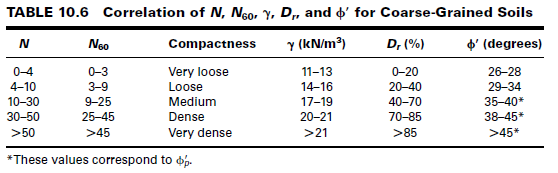 TABLE 10.6 Correlation of N, N60, γ, Dr, and ϕ′ for Coarse-Grained Soils
N N60 Compactness γ (kN/m³) Dr (%) ϕ′ (degrees)
0–4 0–3 Very loose 11–13 0–20 26–28
4–10 3–9 Loose 14–16 20–40 29–34
10–30 9–25 Medium 17–19 40–70 35–40*
30–50 25–45 Dense 20–21 70–85 38–45*
>50 >45 Very dense >21 >85 >45*
*These values correspond to ϕ′p.